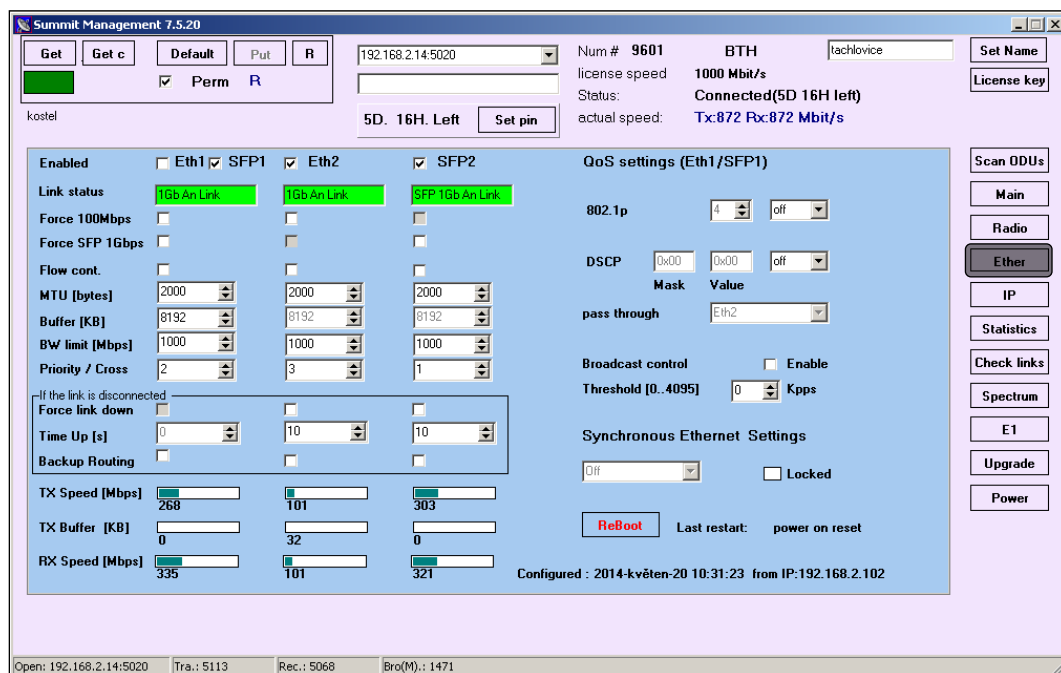 Summit Management 7.5.20
Get Get c Default Put R
Perm R
kostel
192.168.2.14:5020
5D. 16H. Left Set pin
Num # 9601 BTH tachlovice
license speed 1000 Mbit/s
Status: Connected(5D 16H left)
actual speed: Tx:872 Rx:872 Mbit/s
Set Name
License key
Enabled Eth1 SFP1 Eth2 SFP2
Link status 1Gb An Link 1Gb An Link SFP 1Gb An Link
Force 100Mbps
Force SFP 1Gbps
Flow cont.
MTU [bytes] 2000 2000 2000
Buffer [KB] 8192 8192 8192
BW limit [Mbps] 1000 1000 1000
Priority / Cross 2 3 1
If the link is disconnected
Force link down
Time Up [s] 0 10 10
Backup Routing
TX Speed [Mbps] 268 101 303
TX Buffer [KB] 0 32 0
RX Speed [Mbps] 335 101 321
QoS settings (Eth1/SFP1)
802.1p 4 off
DSCP 0x00 0x00 off
Mask Value
pass through Eth2
Broadcast control Enable
Threshold [0..4095] 0 Kpps
Synchronous Ethernet Settings
Off Locked
ReBoot Last restart: power on reset
Configured : 2014-květen-20 10:31:23 from IP:192.168.2.102
Scan ODUs
Main
Radio
Ether
IP
Statistics
Check links
Spectrum
E1
Upgrade
Power
Open: 192.168.2.14:5020 Tra.: 5113 Rec.: 5068 Bro(M).: 1471